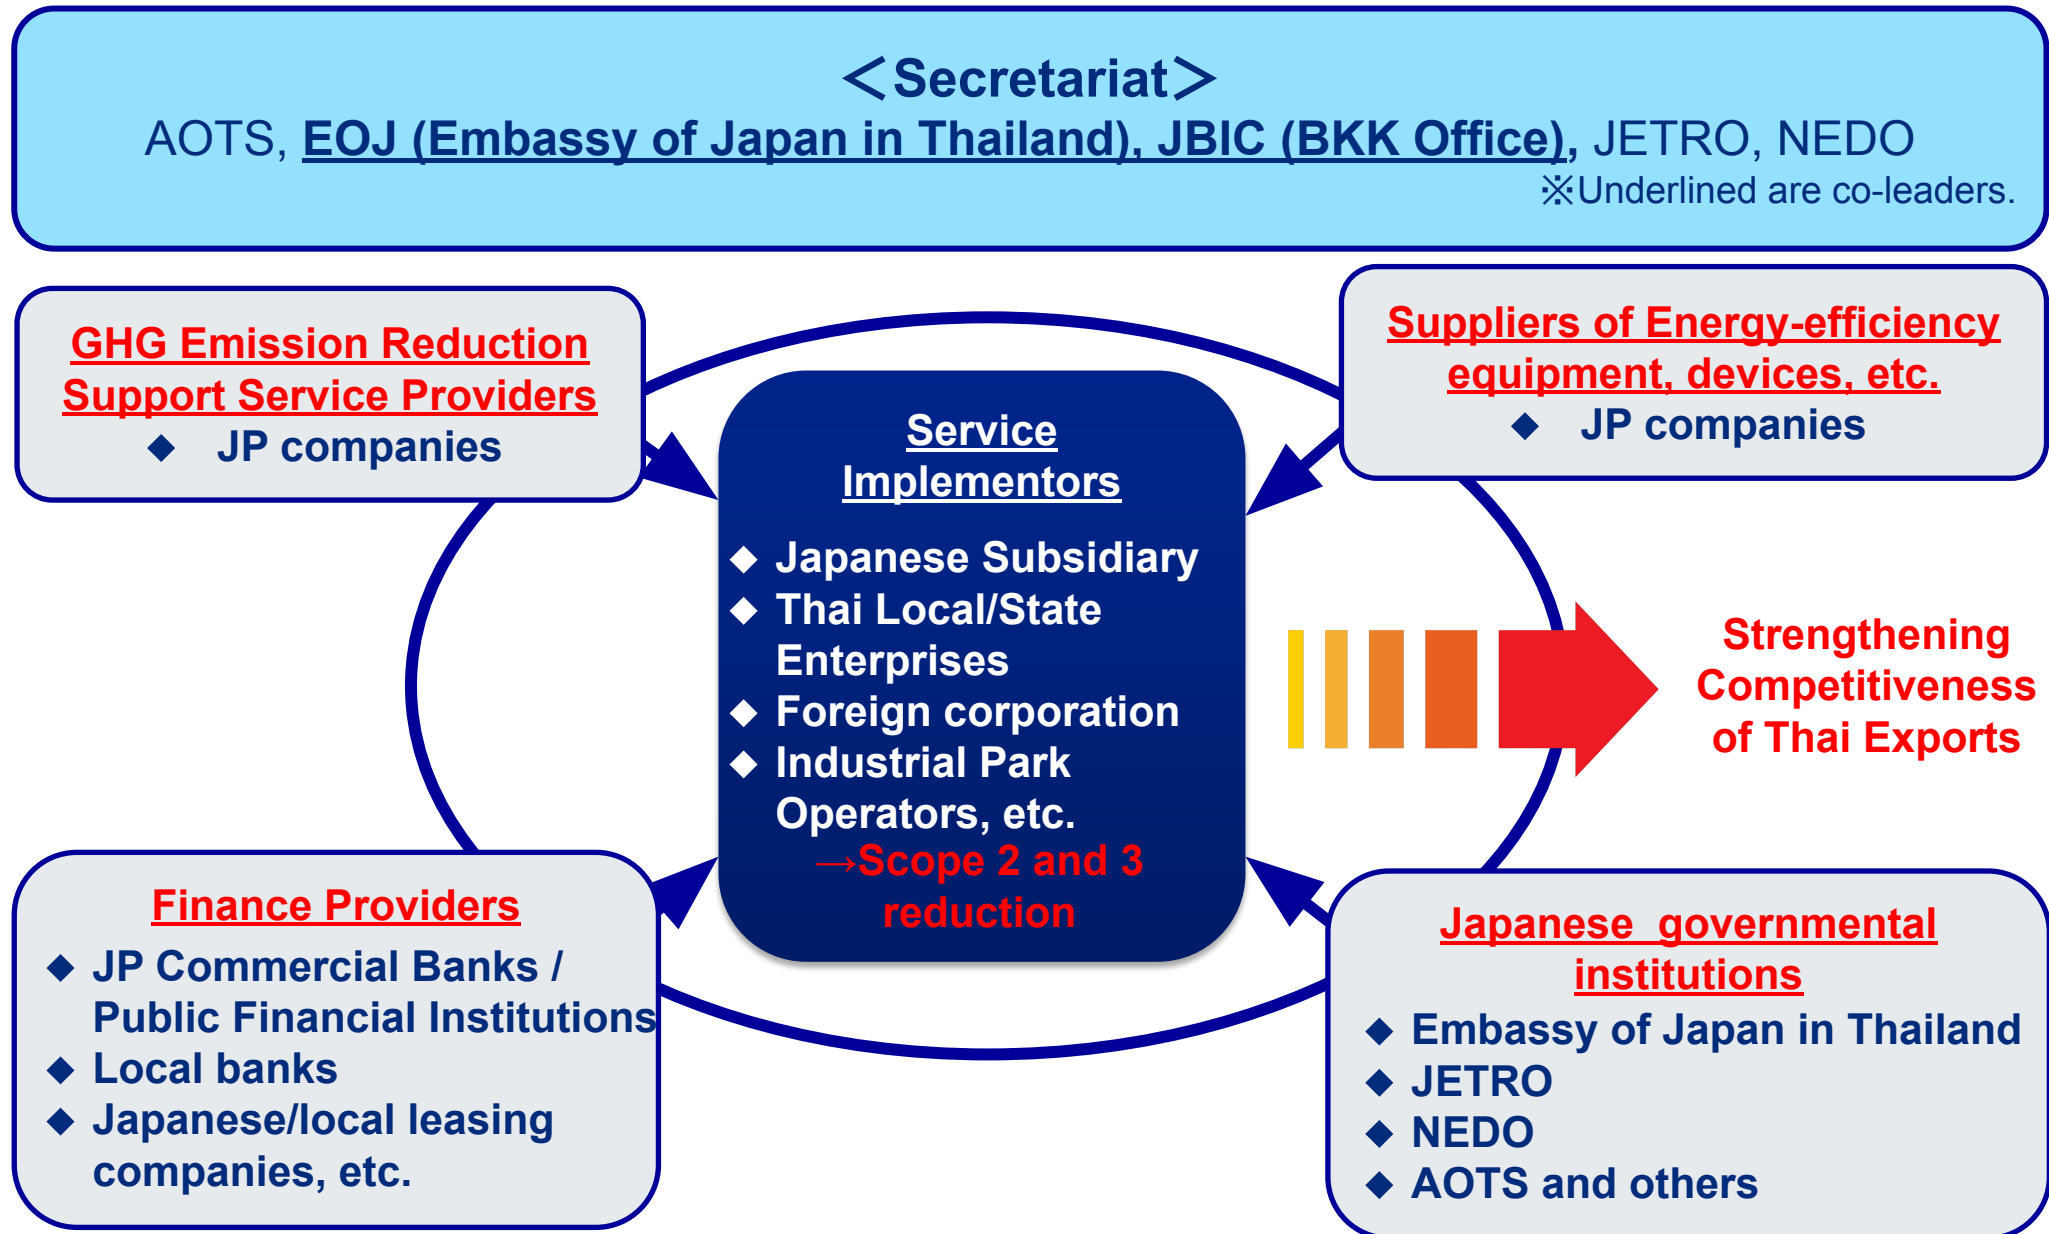 ＜Secretariat＞
AOTS, EOJ (Embassy of Japan in Thailand), JBIC (BKK Office), JETRO, NEDO
※Underlined are co-leaders.
GHG Emission Reduction
Support Service Providers
◆ JP companies
Suppliers of Energy-efficiency
equipment, devices, etc.
◆ JP companies
Service
Implementors
◆ Japanese Subsidiary
◆ Thai Local/State
Enterprises
◆ Foreign corporation
◆ Industrial Park
Operators, etc.
→Scope 2 and 3
reduction
Strengthening
Competitiveness
of Thai Exports
Finance Providers
◆ JP Commercial Banks /
Public Financial Institutions
◆ Local banks
◆ Japanese/local leasing
companies, etc.
Japanese governmental
institutions
◆ Embassy of Japan in Thailand
◆ JETRO
◆ NEDO
◆ AOTS and others